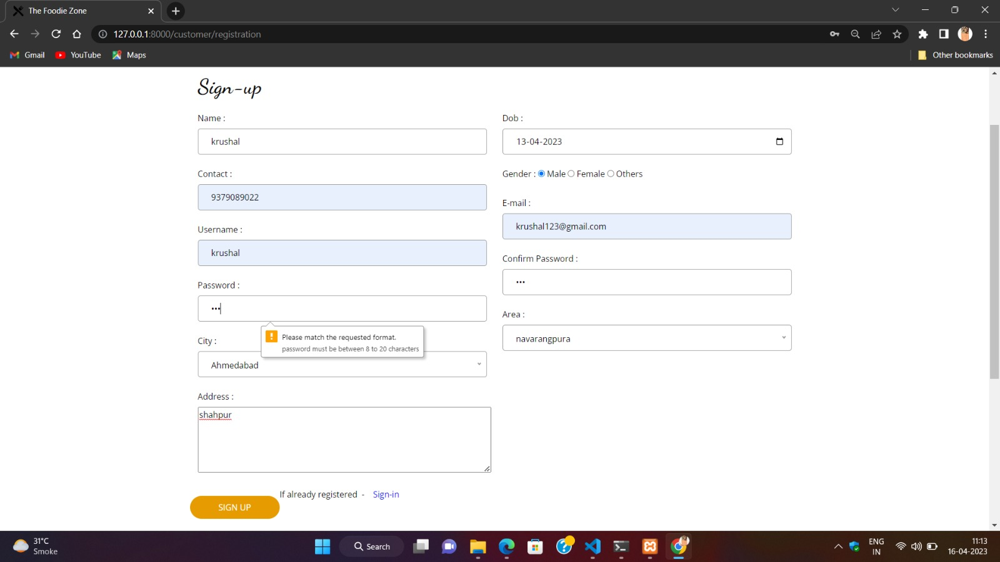 The Foodie Zone
127.0.0.1:8000/customer/registration
Gmail
YouTube
Maps
Other bookmarks
Sign-up
Name :
krushal
Dob :
13-04-2023
Contact :
9379089022
Gender : Male Female Others
E-mail :
krushal123@gmail.com
Username :
krushal
Confirm Password :
•••
Password :
•••
Please match the requested format.
password must be between 8 to 20 characters
Area :
navarangpura
City :
Ahmedabad
Address :
shahpur
If already registered - Sign-in
SIGN UP
31°C
Smoke
Search
ENG
IN
11:13
16-04-2023